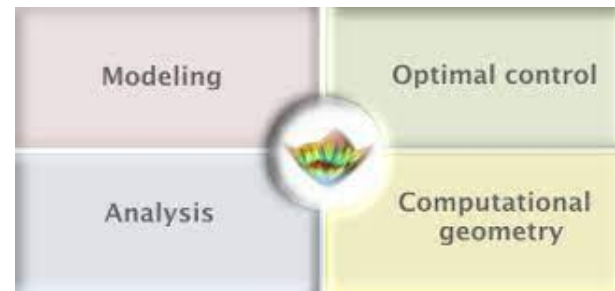 Modeling
Optimal control
Analysis
Computational
geometry